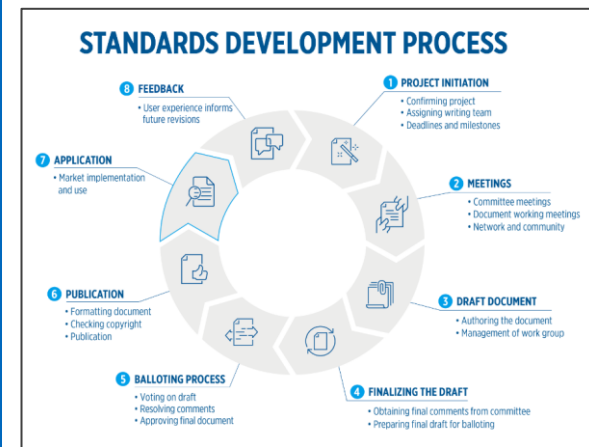 STANDARDS DEVELOPMENT PROCESS
1 PROJECT INITIATION
• Confirming project
• Assigning writing team
• Deadlines and milestones
2 MEETINGS
• Committee meetings
• Document working meetings
• Network and community
3 DRAFT DOCUMENT
• Authoring the document
• Management of work group
4 FINALIZING THE DRAFT
• Obtaining final comments from committee
• Preparing final draft for balloting
5 BALLOTING PROCESS
• Voting on draft
• Resolving comments
• Approving final document
6 PUBLICATION
• Formatting document
• Checking copyright
• Publication
7 APPLICATION
• Market implementation
and use
8 FEEDBACK
• User experience informs
future revisions